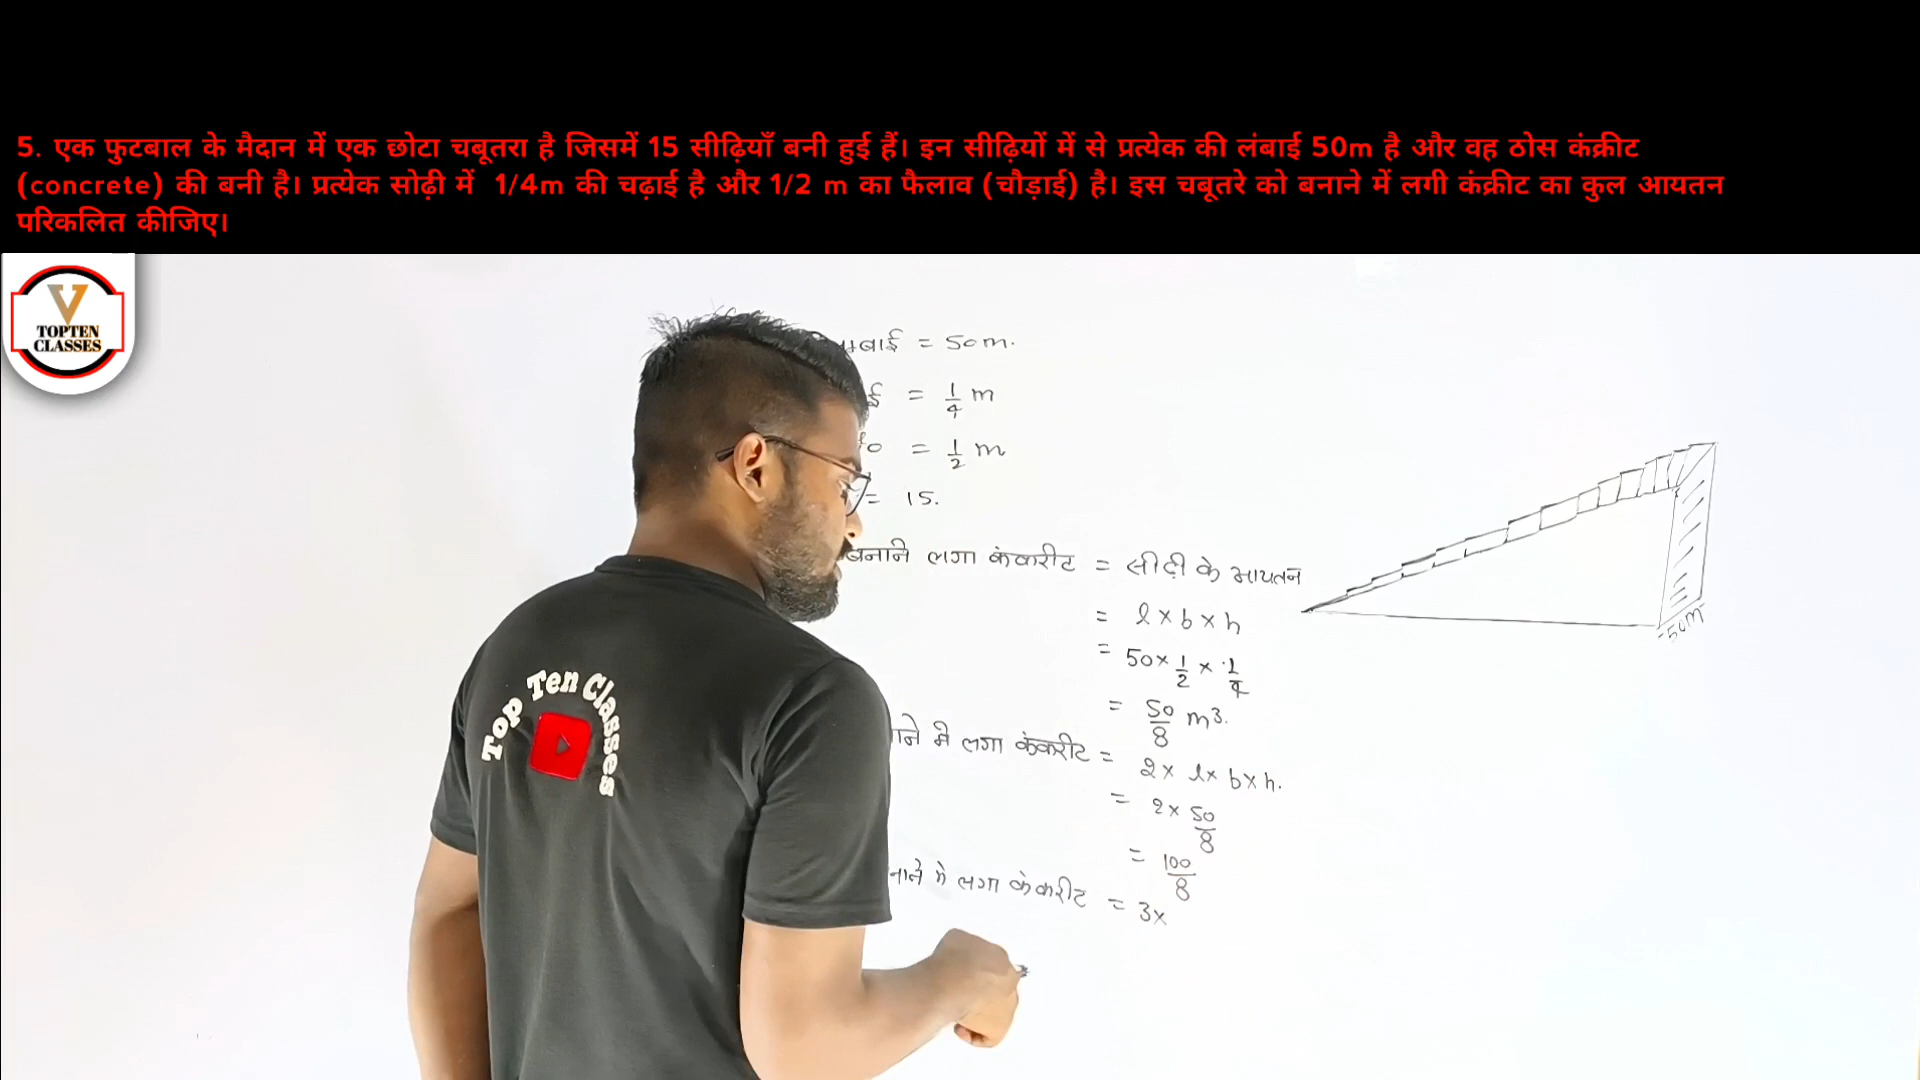 5. एक फुटबाल के मैदान में एक छोटा चबूतरा है जिसमें 15 सीढ़ियाँ बनी हुई हैं। इन सीढ़ियों में से प्रत्येक की लंबाई 50m है और वह ठोस कंक्रीट
(concrete) की बनी है। प्रत्येक सोढ़ी में 1/4m की चढ़ाई है और 1/2 m का फैलाव (चौड़ाई) है। इस चबूतरे को बनाने में लगी कंक्रीट का कुल आयतन
परिकलित कीजिए।
V
TOPTEN
CLASSES
= 50m.
= 1/4 m
= 1/2 m
= 15.
बनाने लगा कंकरीट = सीढ़ी के आयतन
= l × b × h
= 50 × 1/2 × 1/4
= 50/8 m³.
में लगा कंकरीट = 2 × l × b × h.
= 2 × 50/8
= 100/8
में लगा कंकरीट = 3×
50m
Top Ten Classes